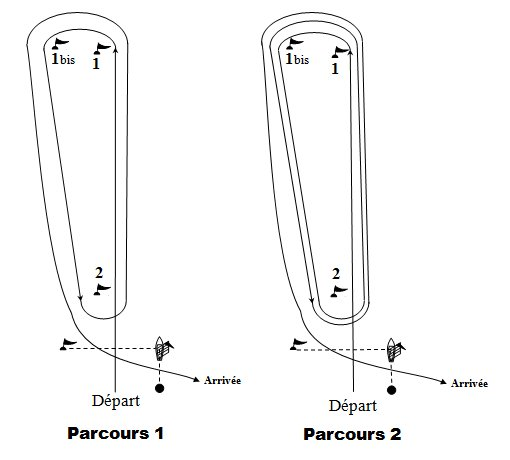 1bis 1
2
Arrivée
Départ
Parcours 1
1bis 1
2
Arrivée
Départ
Parcours 2